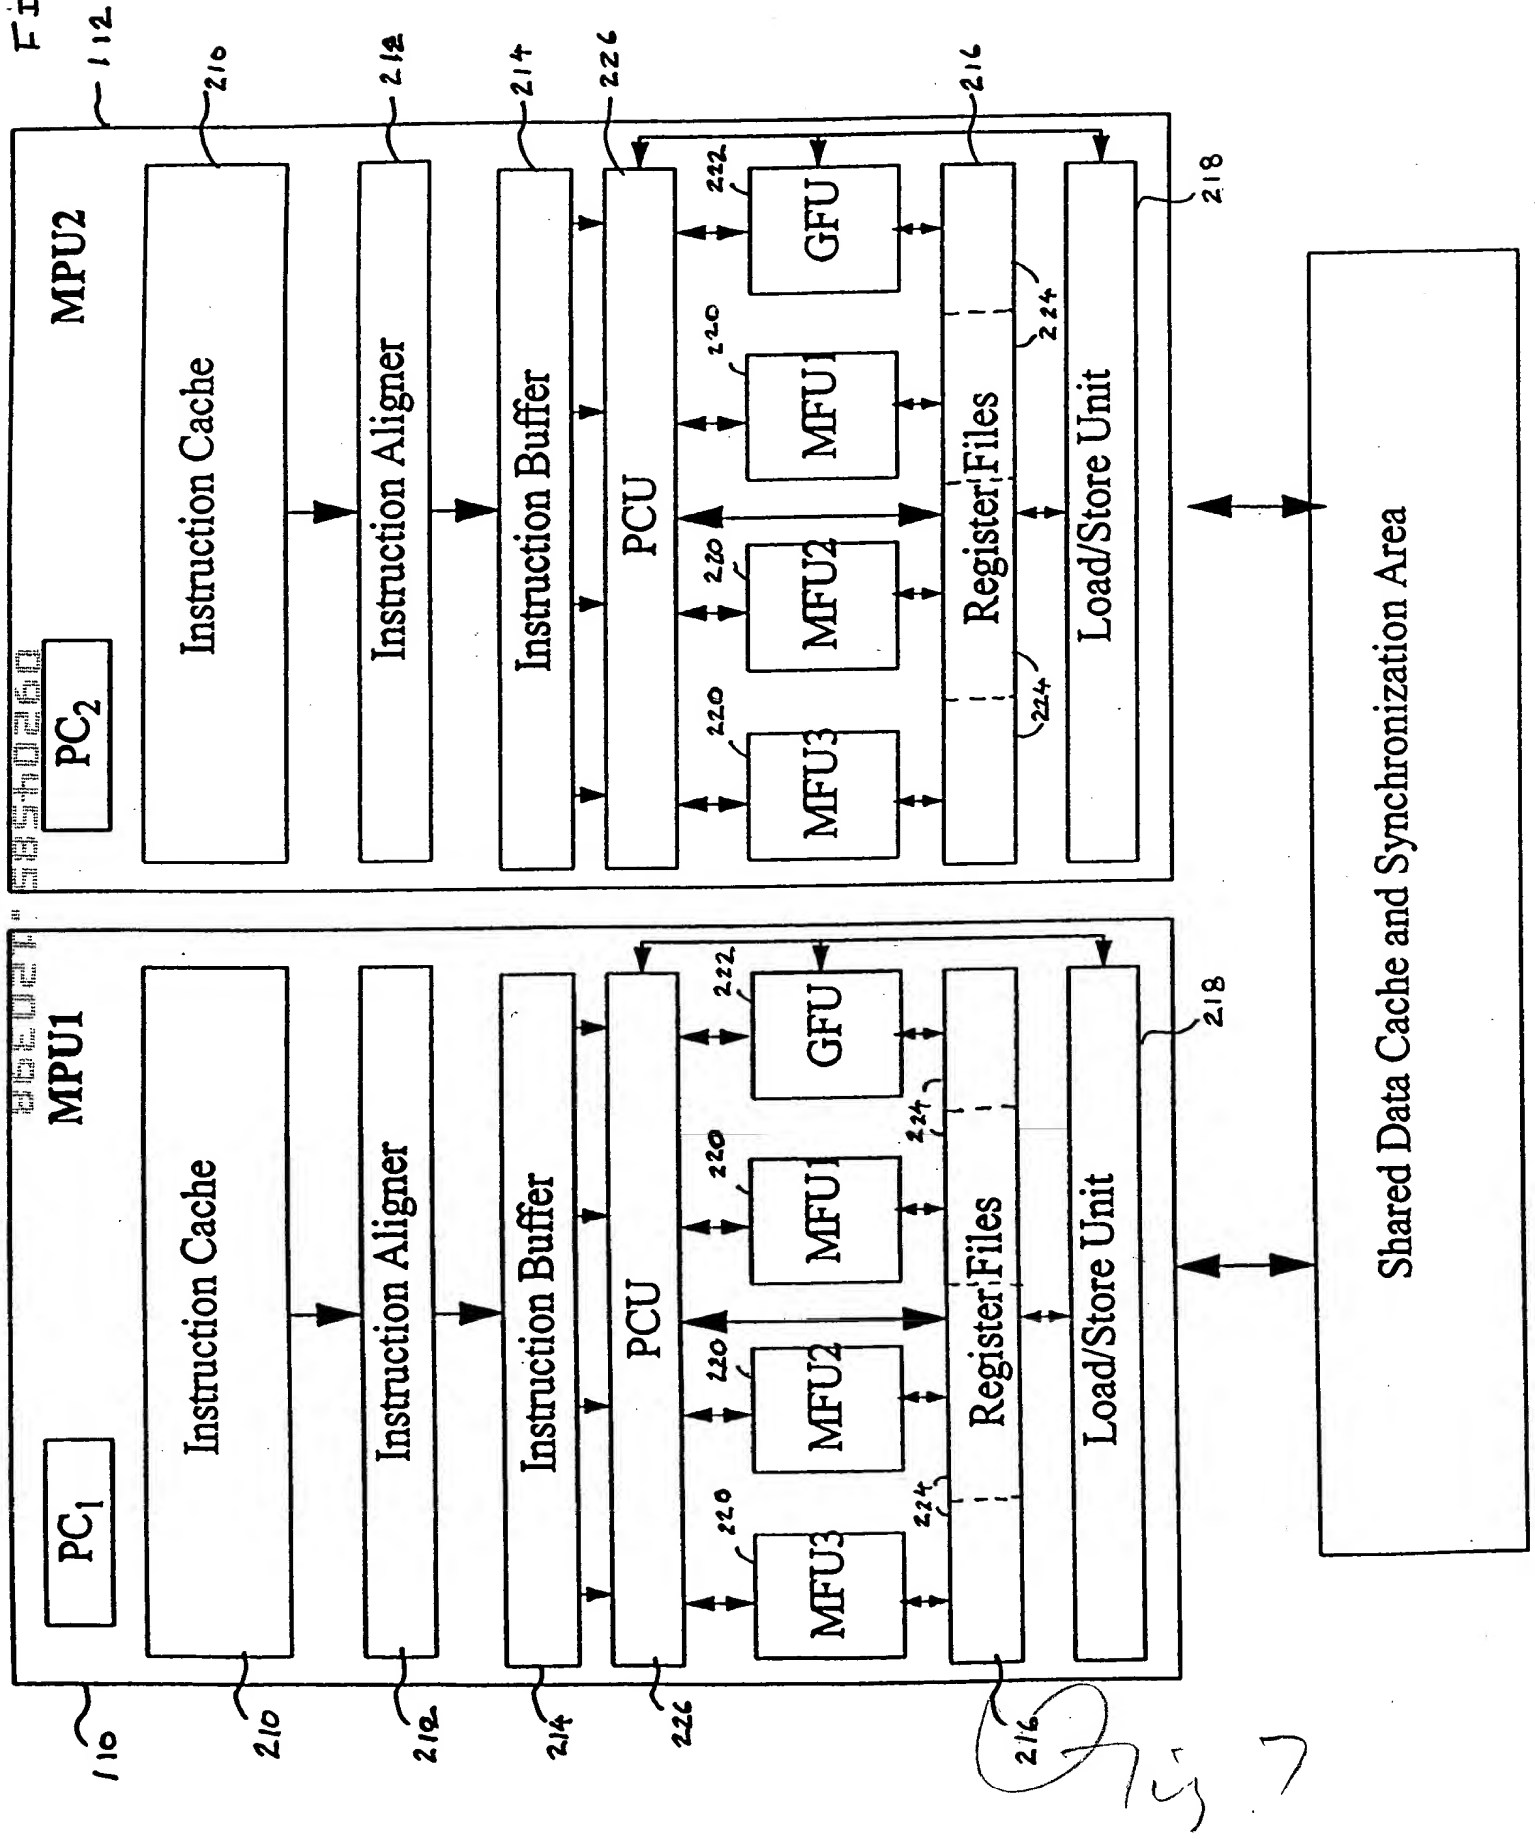 112
210
212
214
226
216
MPU2
PC2
Instruction Cache
Instruction Aligner
Instruction Buffer
PCU
222
220
220
220
GFU
MFU1
MFU2
MFU3
Register Files
224
224
Load/Store Unit
218
MPU1
PC1
Instruction Cache
Instruction Aligner
Instruction Buffer
PCU
222
220
220
220
GFU
MFU1
MFU2
MFU3
Register Files
224
224
Load/Store Unit
218
110
210
212
214
226
216
Shared Data Cache and Synchronization Area
Fig